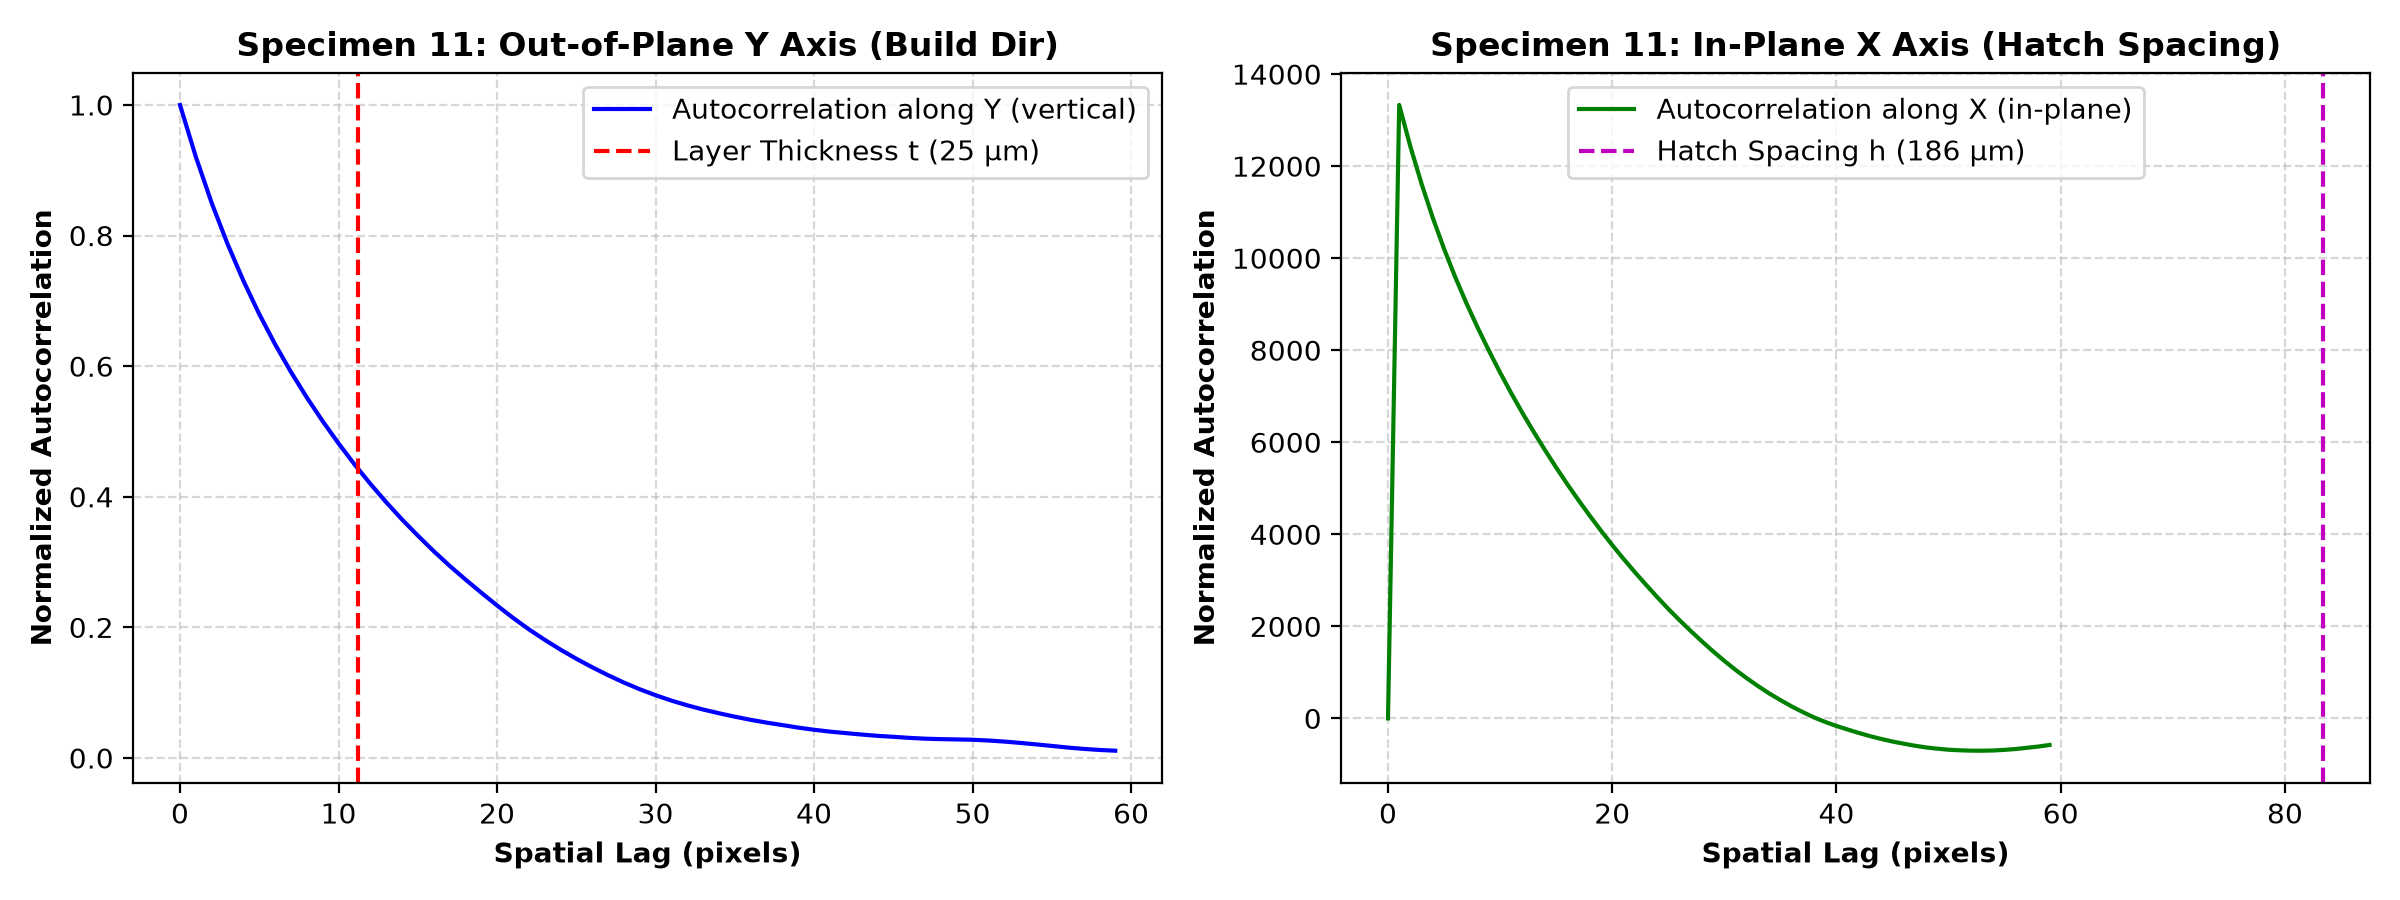 Specimen 11: Out-of-Plane Y Axis (Build Dir)
Normalized Autocorrelation
1.0
0.8
0.6
0.4
0.2
0.0
Autocorrelation along Y (vertical)
Layer Thickness t (25 µm)
0 10 20 30 40 50 60
Spatial Lag (pixels)
Specimen 11: In-Plane X Axis (Hatch Spacing)
Normalized Autocorrelation
14000
12000
10000
8000
6000
4000
2000
0
Autocorrelation along X (in-plane)
Hatch Spacing h (186 µm)
0 20 40 60 80
Spatial Lag (pixels)